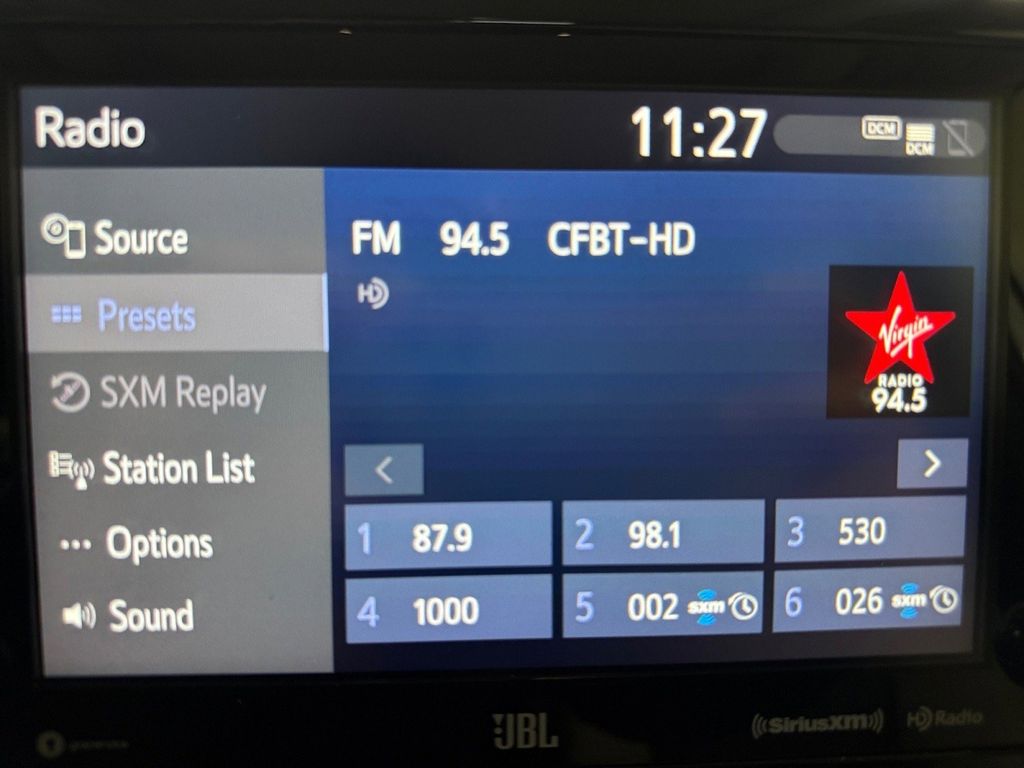 Radio 11:27 DCM DCM
Source
Presets
SXM Replay
Station List
Options
Sound
FM 94.5 CFBT-HD
HD
Virgin
RADIO
94.5
< >
1 87.9 2 98.1 3 530
4 1000 5 002 sxm 6 026 sxm
JBL ((SiriusXM)) HD Radio